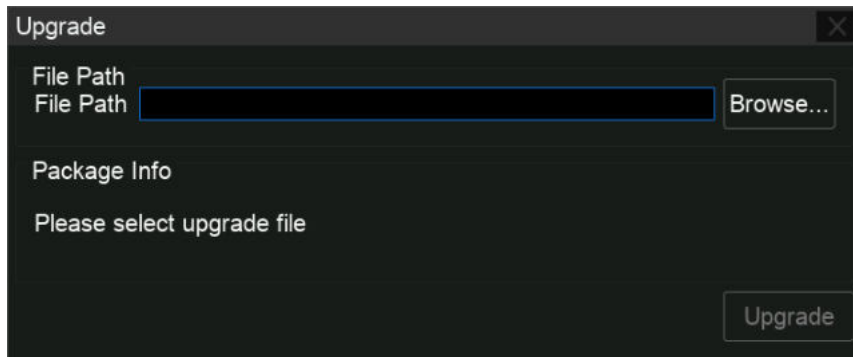 Upgrade
File Path
File Path Browse...
Package Info
Please select upgrade file
Upgrade